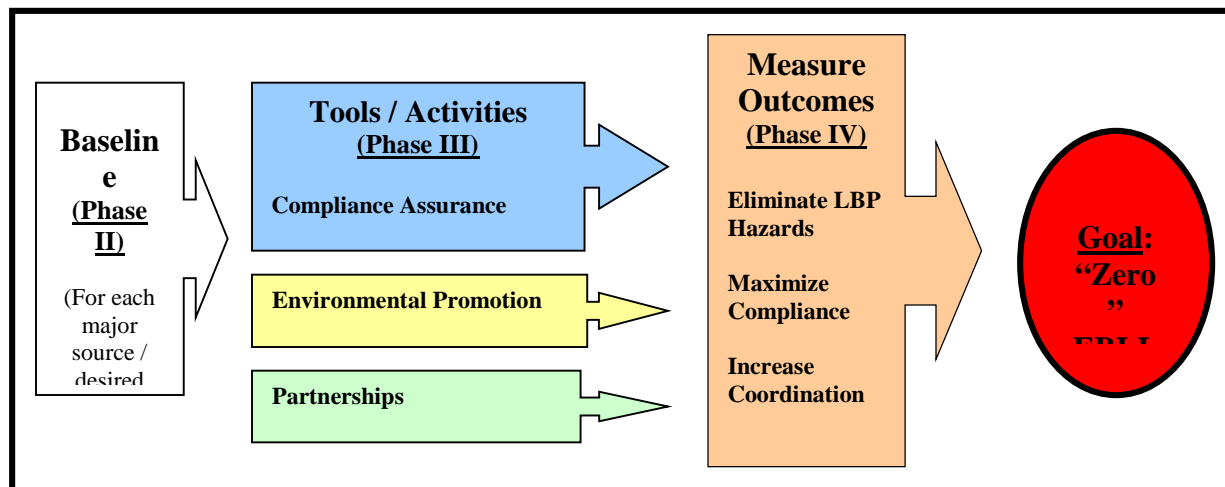 Baselin
e
(Phase
II)
(For each
major
source /
desired
Tools / Activities
(Phase III)
Compliance Assurance
Environmental Promotion
Partnerships
Measure
Outcomes
(Phase IV)
Eliminate LBP
Hazards
Maximize
Compliance
Increase
Coordination
Goal:
“Zero
”